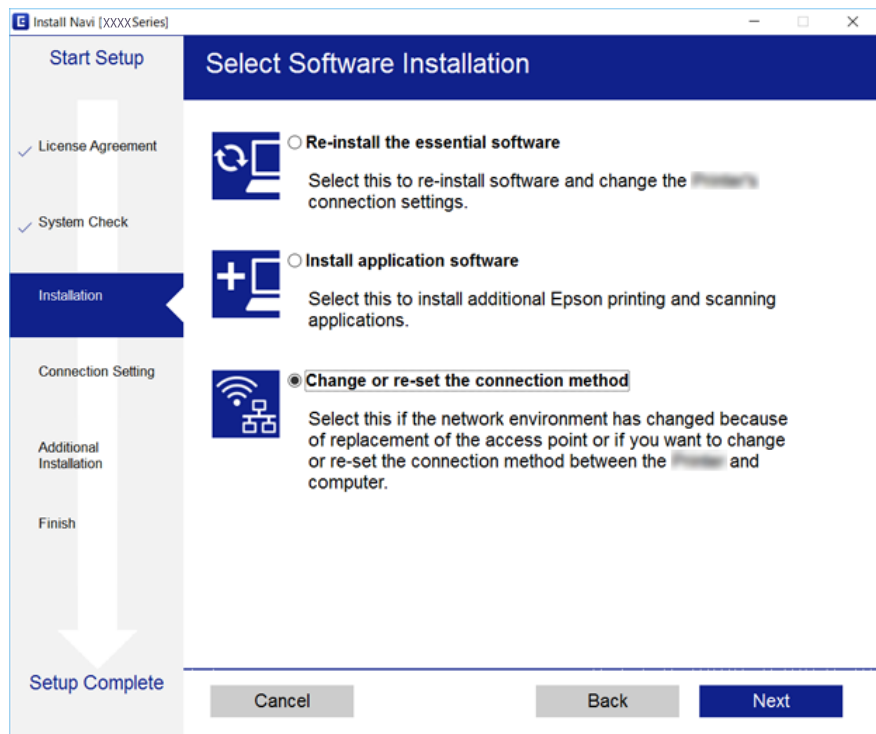 E Install Navi [XXXX Series]
Start Setup
Select Software Installation
License Agreement
System Check
Installation
Connection Setting
Additional
Installation
Finish
Setup Complete
Re-install the essential software
Select this to re-install software and change the
connection settings.
Install application software
Select this to install additional Epson printing and scanning
applications.
Change or re-set the connection method
Select this if the network environment has changed because
of replacement of the access point or if you want to change
or re-set the connection method between the and
computer.
Cancel
Back
Next